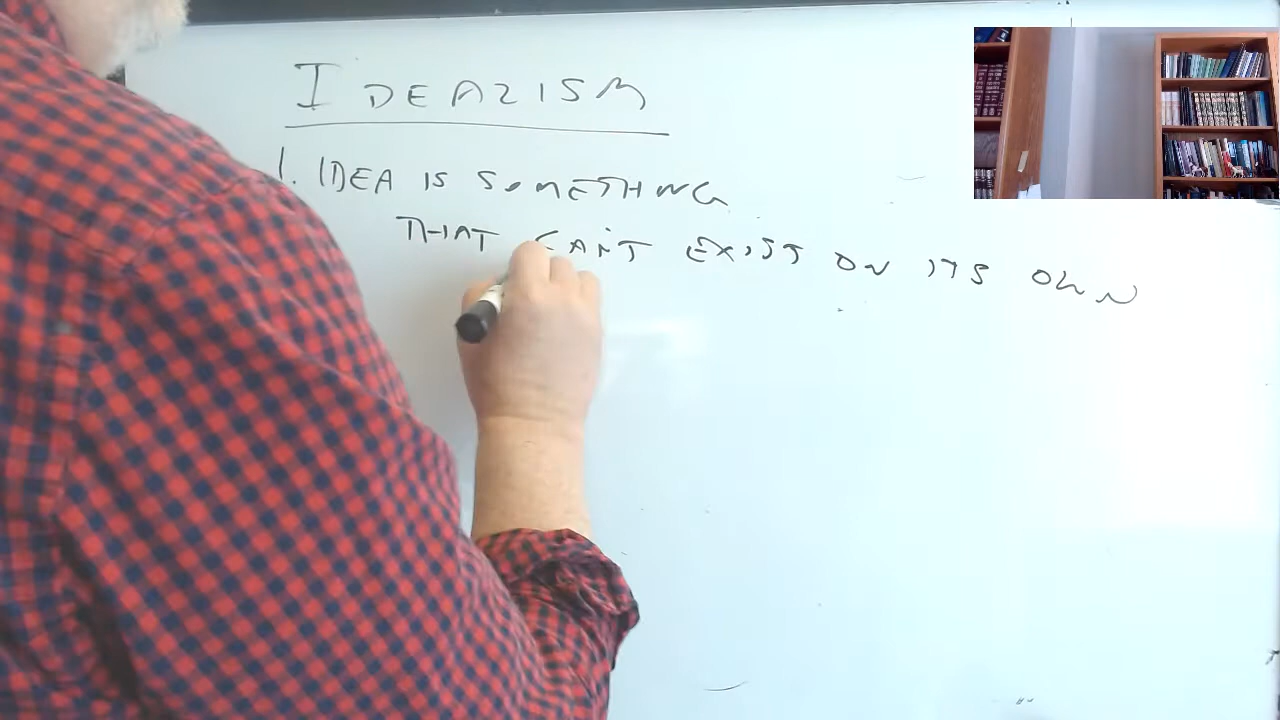 IDEALISM
1. IDEA IS SOMETHING
THAT CAN'T EXIST ON ITS OWN